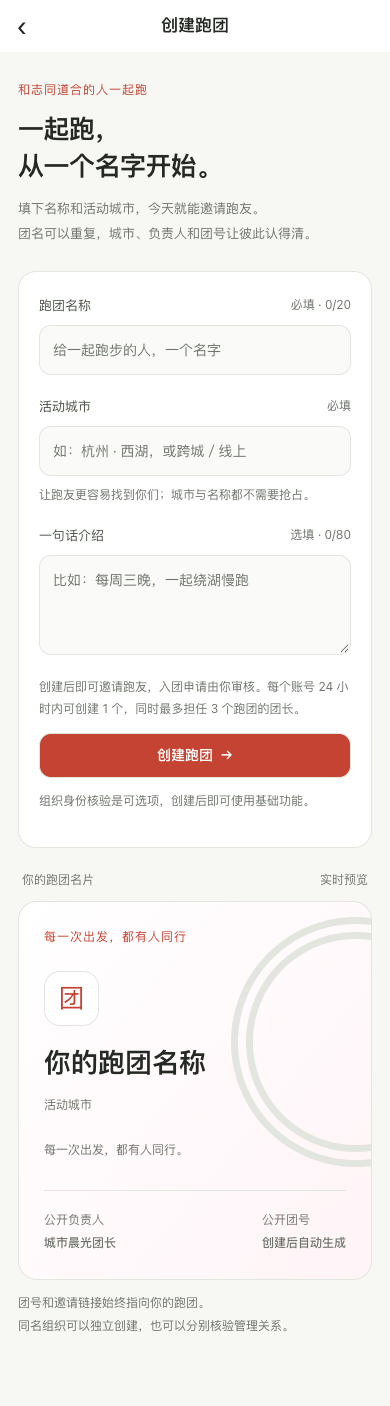 创建跑团
和志同道合的人一起跑
一起跑，
从一个名字开始。
填下名称和活动城市，今天就能邀请跑友。
团名可以重复，城市、负责人和团号让彼此认得清。
跑团名称 必填 · 0/20
给一起跑步的人，一个名字
活动城市 必填
如：杭州 · 西湖，或跨城 / 线上
让跑友更容易找到你们；城市与名称都不需要抢占。
一句话介绍 选填 · 0/80
比如：每周三晚，一起绕湖慢跑
创建后即可邀请跑友，入团申请由你审核。每个账号 24 小
时内可创建 1 个，同时最多担任 3 个跑团的团长。
创建跑团 →
组织身份核验是可选项，创建后即可使用基础功能。
你的跑团名片 实时预览
每一次出发，都有人同行
团
你的跑团名称
活动城市
每一次出发，都有人同行。
公开负责人 公开团号
城市晨光团长 创建后自动生成
团号和邀请链接始终指向你的跑团。
同名组织可以独立创建，也可以分别核验管理关系。